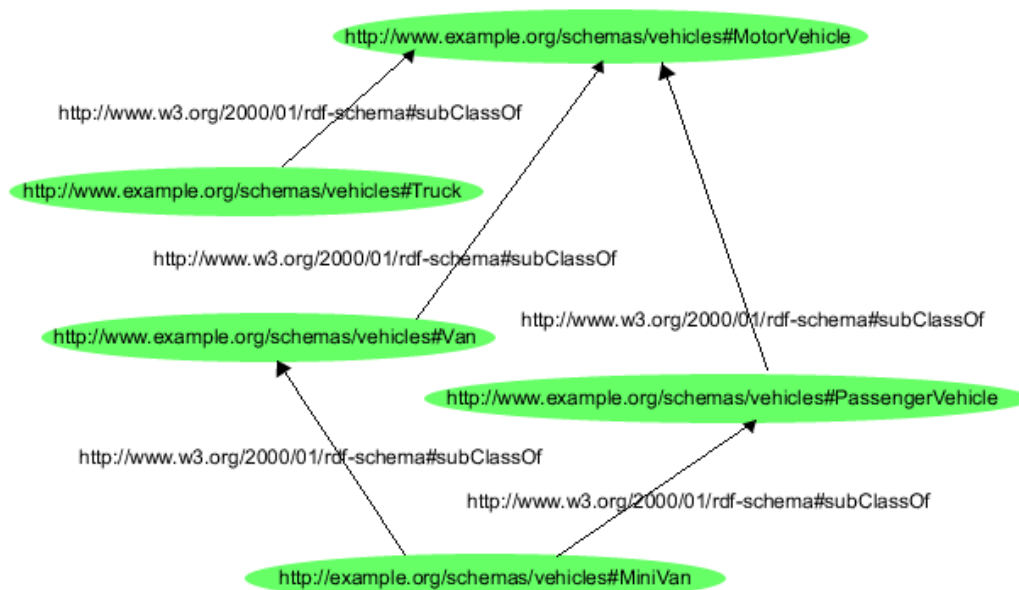 http://www.example.org/schemas/vehicles#MotorVehicle
http://www.w3.org/2000/01/rdf-schema#subClassOf
http://www.example.org/schemas/vehicles#Truck
http://www.w3.org/2000/01/rdf-schema#subClassOf
http://www.w3.org/2000/01/rdf-schema#subClassOf
http://www.example.org/schemas/vehicles#Van
http://www.example.org/schemas/vehicles#PassengerVehicle
http://www.w3.org/2000/01/rdf-schema#subClassOf
http://www.w3.org/2000/01/rdf-schema#subClassOf
http://example.org/schemas/vehicles#MiniVan